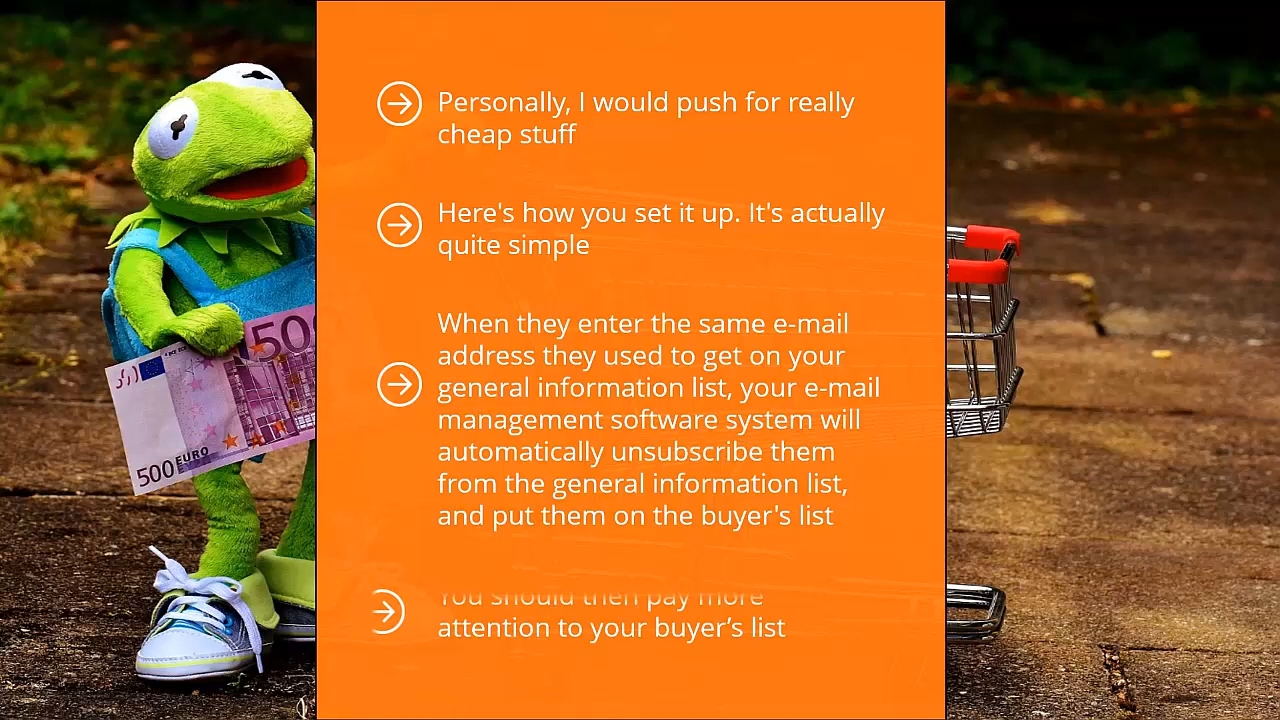 Personally, I would push for really
cheap stuff
Here's how you set it up. It's actually
quite simple
When they enter the same e-mail
address they used to get on your
general information list, your e-mail
management software system will
automatically unsubscribe them
from the general information list,
and put them on the buyer's list
You should then pay more
attention to your buyer’s list
500
500 EURO